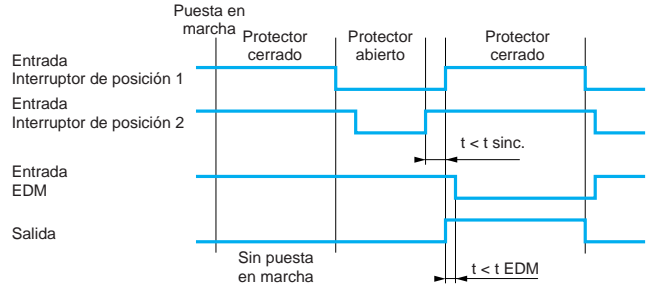 Puesta en
marcha
Protector
cerrado
Protector
abierto
Protector
cerrado
Entrada
Interruptor de posición 1
Entrada
Interruptor de posición 2
t < t sinc.
Entrada
EDM
Salida
Sin puesta
en marcha
t < t EDM